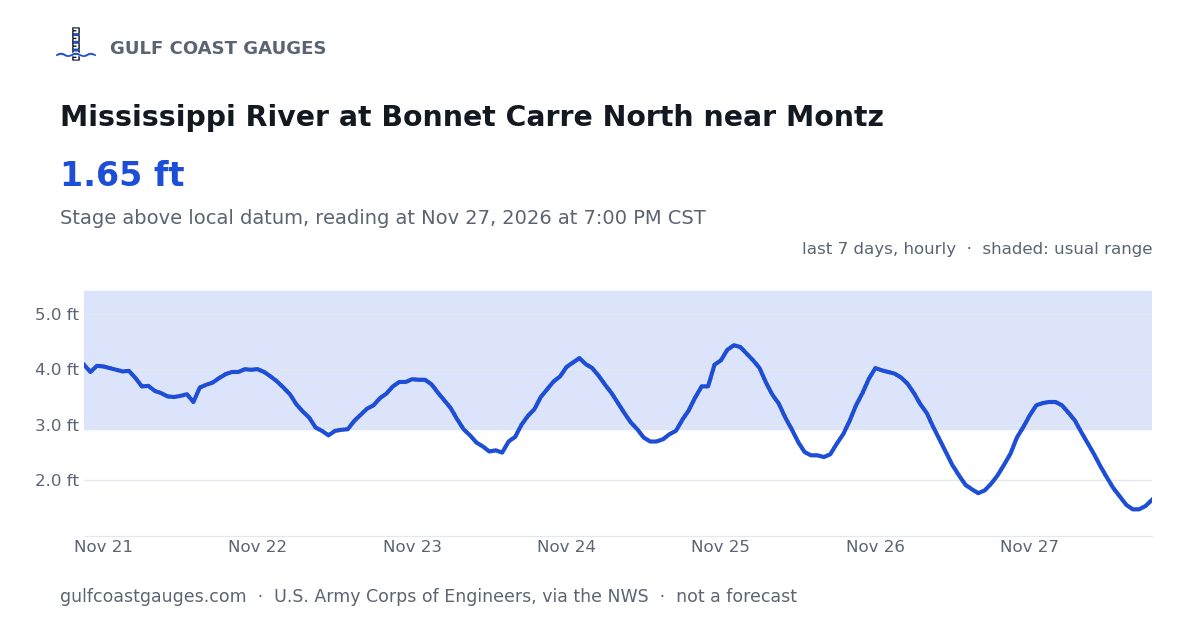 GULF COAST GAUGES
Mississippi River at Bonnet Carre North near Montz
1.65 ft
Stage above local datum, reading at Nov 27, 2026 at 7:00 PM CST
last 7 days, hourly · shaded: usual range
5.0 ft
4.0 ft
3.0 ft
2.0 ft
Nov 21 Nov 22 Nov 23 Nov 24 Nov 25 Nov 26 Nov 27
gulfcoastgauges.com · U.S. Army Corps of Engineers, via the NWS · not a forecast